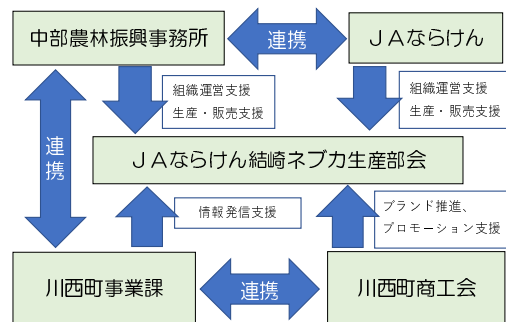 中部農林振興事務所
連携
JAならけん
組織運営支援
生産・販売支援
組織運営支援
生産・販売支援
連携
JAならけん結崎ネブカ生産部会
情報発信支援
ブランド推進、
プロモーション支援
川西町事業課
連携
川西町商工会